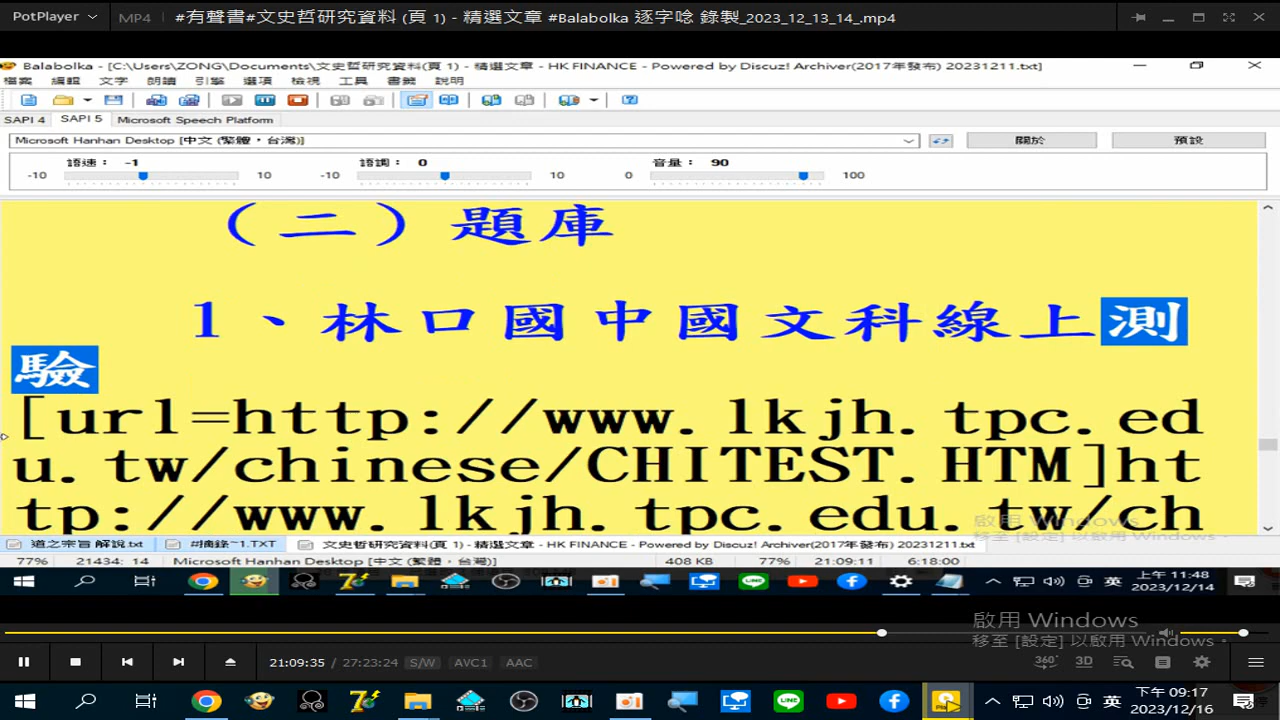 PotPlayer MP4 #有聲書#文史哲研究資料 (頁 1) - 精選文章 #Balabolka 逐字唸 錄製_2023_12_13_14_.mp4
Balabolka - [C:\Users\ZONG\Documents\文史哲研究資料(頁 1) - 精選文章 - HK FINANCE - Powered by Discuz! Archiver(2017年發布) 20231211.txt]
檔案 編輯 文字 朗讀 引擎 選項 檢視 工具 書籤 說明
SAPI 4 SAPI 5 Microsoft Speech Platform
Microsoft Hanhan Desktop [中文 (繁體，台灣)] 關於 預設
語速： -1 語調： 0 音量： 90
-10 10 -10 10 0 100
（二）題庫
1、林口國中國文科線上測
驗
[url=http://www.lkjh.tpc.ed
u.tw/chinese/CHITEST.HTM]ht
tp://www.lkjh.tpc.edu.tw/ch
啟用 Windows
移至 [設定] 以啟用 Windows。
道之宗旨 解說.txt #摘錄~1.TXT 文史哲研究資料(頁 1) - 精選文章 - HK FINANCE - Powered by Discuz! Archiver(2017年發布) 20231211.txt
77% 21434: 14 Microsoft Hanhan Desktop [中文 (繁體，台灣)] 408 KB 77% 21:09:11 6:18:00
英 上午 11:48
2023/12/14
啟用 Windows
移至 [設定] 以啟用 Windows。
21:09:35 / 27:23:24 S/W AVC1 AAC 360° 3D
英 下午 09:17
2023/12/16